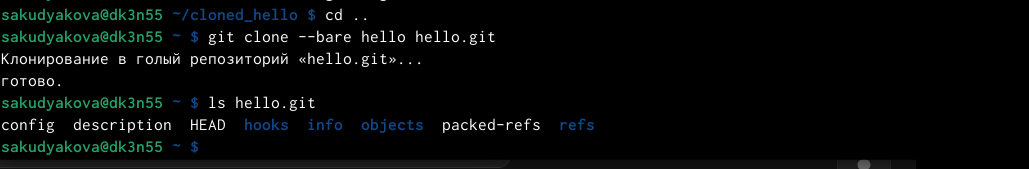 sakudyakova@dk3n55 ~/cloned_hello $ cd ..
sakudyakova@dk3n55 ~ $ git clone --bare hello hello.git
Клонирование в голый репозиторий «hello.git»...
готово.
sakudyakova@dk3n55 ~ $ ls hello.git
config  description  HEAD  hooks  info  objects  packed-refs  refs
sakudyakova@dk3n55 ~ $